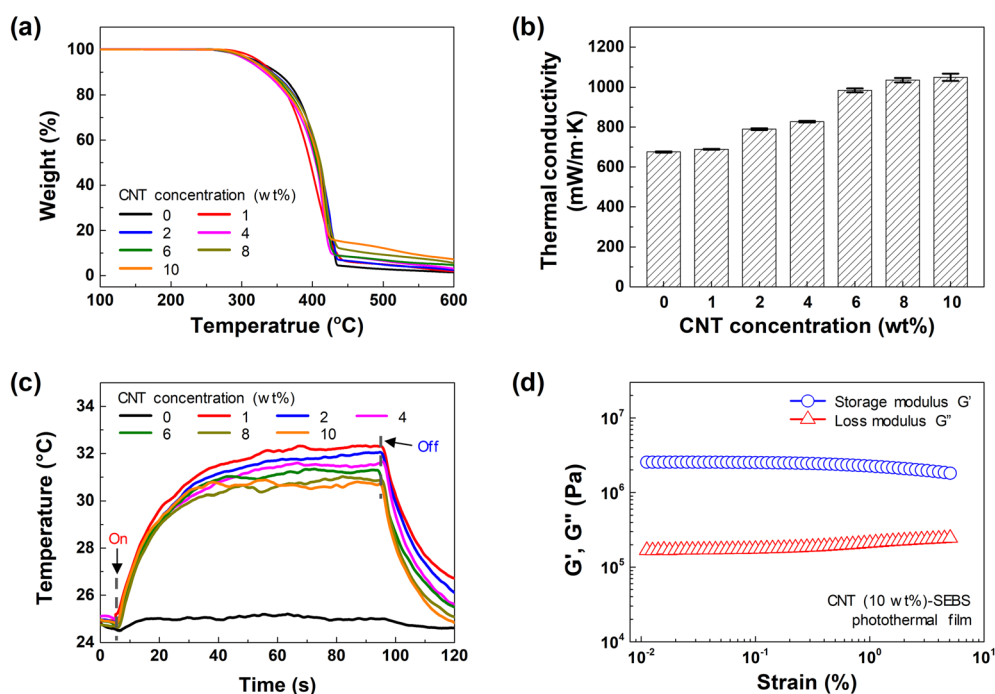 (a)
100
80
60
40
20
0
Weight (%)
CNT concentration (wt%)
0 1
2 4
6 8
10
100 200 300 400 500 600
Temperatrue (°C)
(b)
1200
1000
800
600
400
200
0
Thermal conductivity
(mW/m·K)
0 1 2 4 6 8 10
CNT concentration (wt%)
(c)
CNT concentration (wt%)
0 1 2 4
6 8 10
34
32
30
28
26
24
Temperature (°C)
On
Off
0 20 40 60 80 100 120
Time (s)
(d)
Storage modulus G'
Loss modulus G"
10⁷
10⁶
10⁵
10⁴
G', G" (Pa)
CNT (10 wt%)-SEBS
photothermal film
10⁻² 10⁻¹ 10⁰ 10¹
Strain (%)